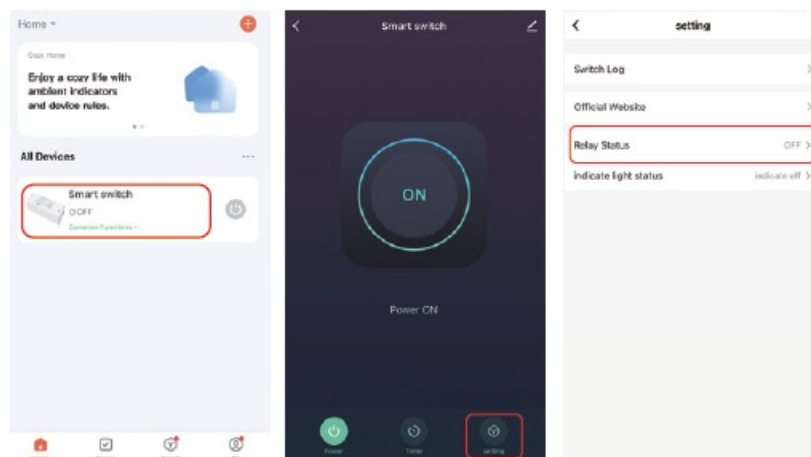 Home
Cozy Home
Enjoy a cozy life with
ambient indicators
and device rules.
All Devices
Smart switch
OFF
Common Functions
Smart switch
ON
Power ON
Power
Timer
setting
setting
Switch Log
Official Website
Relay Status
OFF
indicate light status
indicate off